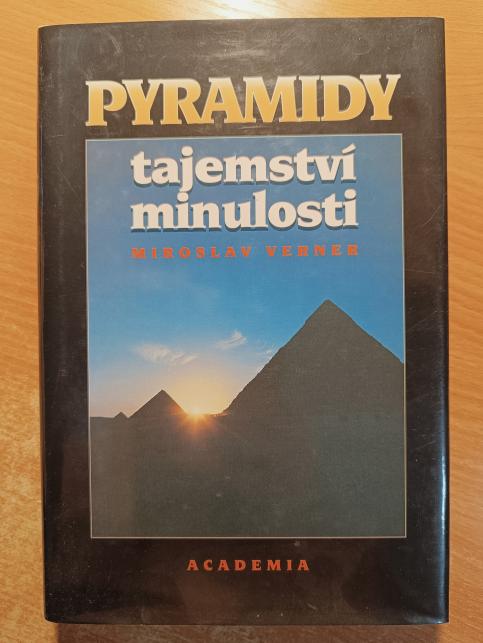 PYRAMIDY
tajemství
minulosti
MIROSLAV VERNER
ACADEMIA